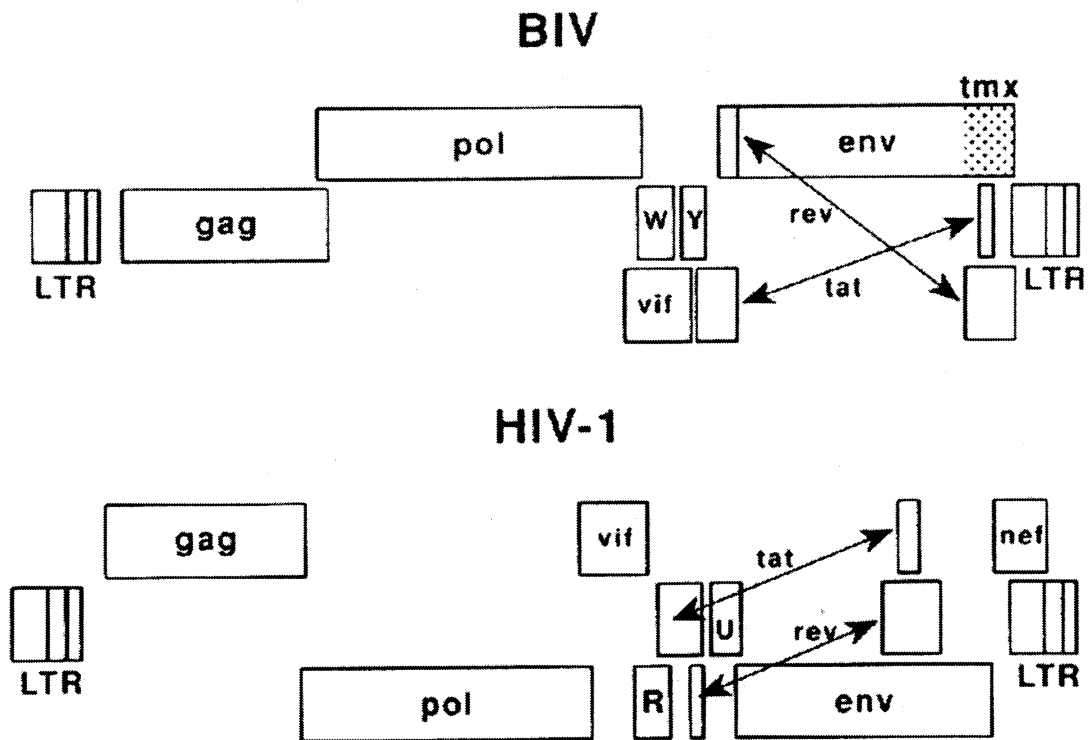 BIV
tmx
pol
env
gag
W
Y
rev
LTR
vif
tat
LTR
HIV-1
gag
vif
tat
nef
U
rev
LTR
LTR
pol
R
env